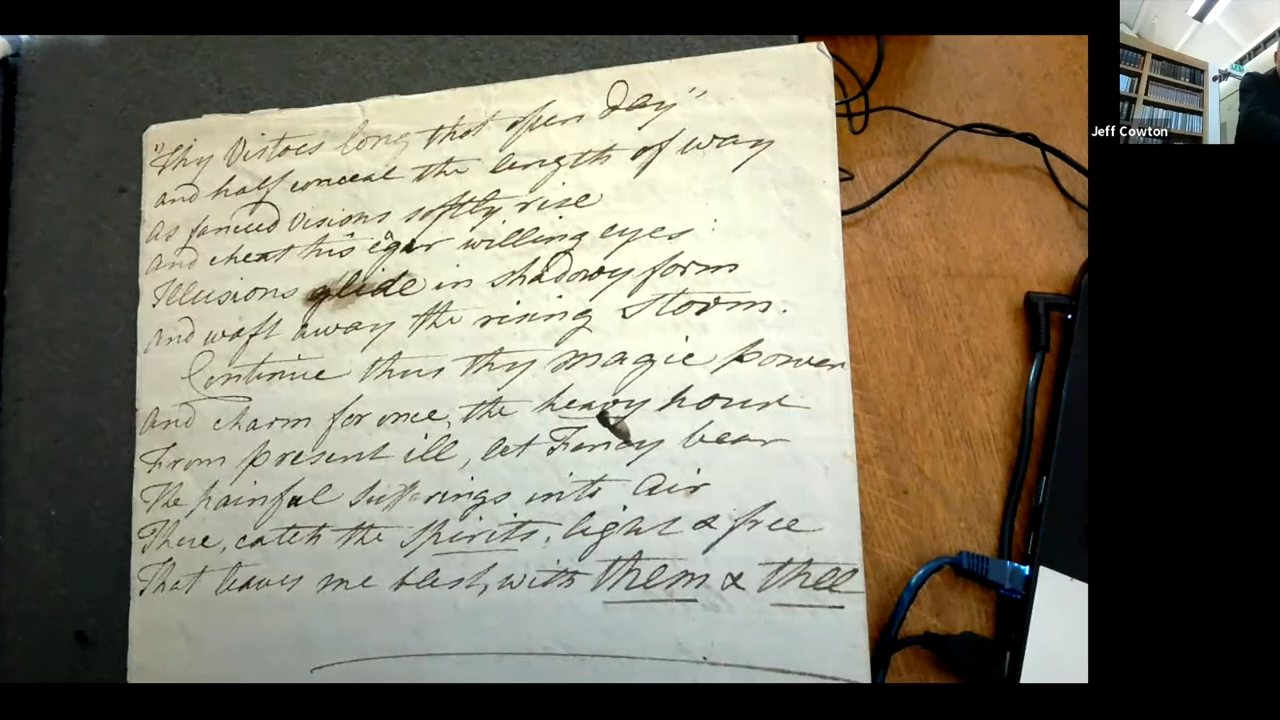 "Thy Vistoes long that open Day"
and half conceal the length of way
As fancied Visions softly rise
And cheat his eger willing eyes
Illusions glide in shadowy form
And waft away the rising Storm.
Continue thus thy magic power
And charm for once, the heavy hour
From present ill, let Fancy bear
The painful sufferings into Air
There, catch the spirits, light & free
That leaves me blest, with them & thee
Jeff Cowton